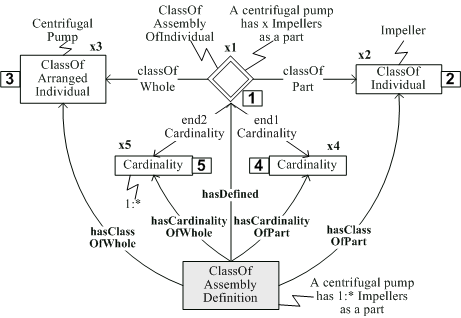 Centrifugal
Pump
ClassOf
Assembly
OfIndividual
A centrifugal pump
has x Impellers
as a part
Impeller
x3
x1
x2
3
ClassOf
Arranged
Individual
classOf
Whole
classOf
Part
ClassOf
Individual
2
1
end2
Cardinality
end1
Cardinality
x5
x4
Cardinality
5
4
Cardinality
1:*
hasDefined
hasCardinality
OfWhole
hasCardinality
OfPart
hasClass
OfWhole
hasClass
OfPart
ClassOf
Assembly
Definition
A centrifugal pump
has 1:* Impellers
as a part